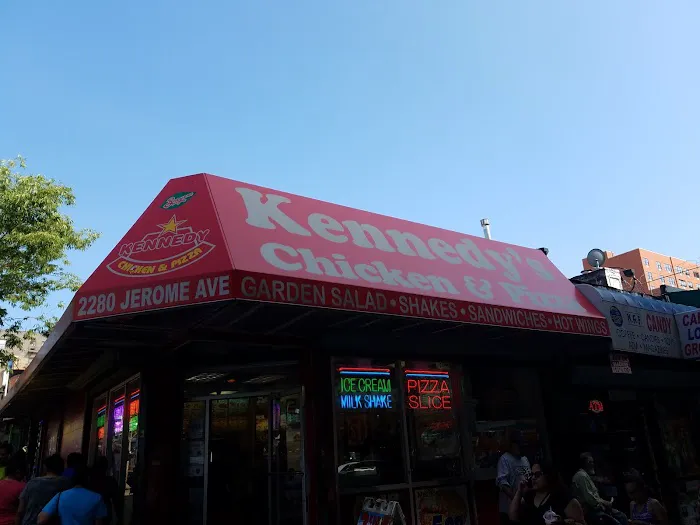 Kennedy's
Chicken & Pizza
KENNEDY
CHICKEN & PIZZA
2280 JEROME AVE
GARDEN SALAD • SHAKES • SANDWICHES • HOT WINGS
ICE CREAM
MILK SHAKE
PIZZA
SLICE
CANDY